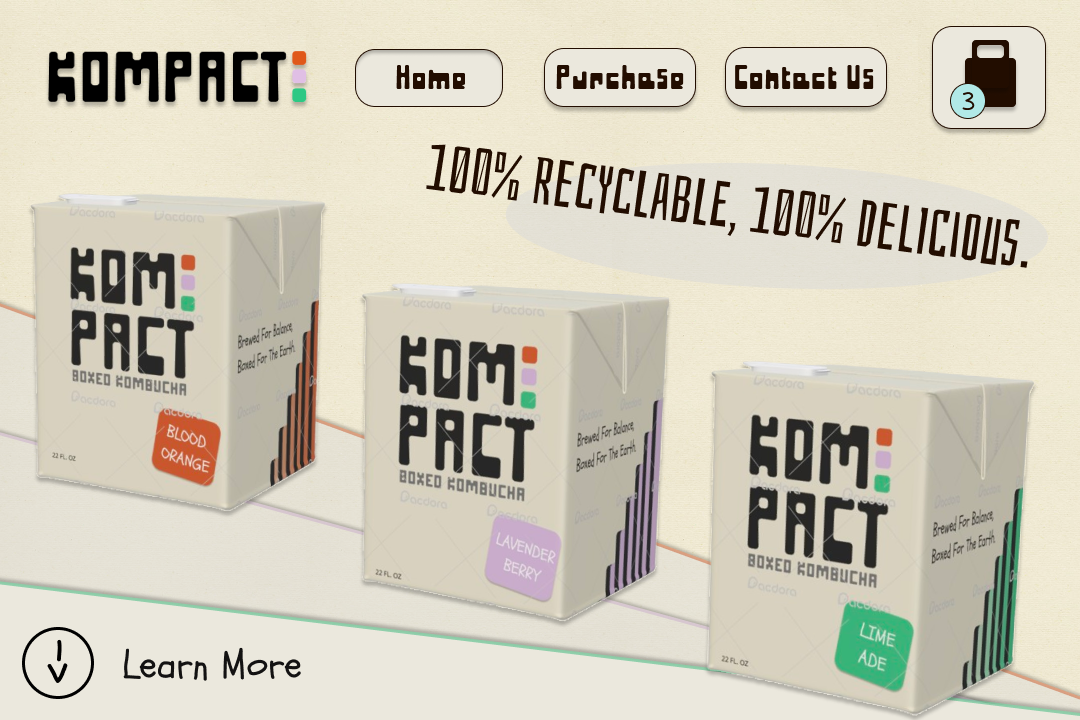 KOMPACT
Home
Purchase
Contact Us
3
100% RECYCLABLE, 100% DELICIOUS.
KOM
PACT
BOXED KOMBUCHA
BLOOD
ORANGE
22 FL. OZ
Brewed For Balance,
Boxed For The Earth.
KOM
PACT
BOXED KOMBUCHA
LAVENDER
BERRY
22 FL. OZ
Brewed For Balance,
Boxed For The Earth.
KOM
PACT
BOXED KOMBUCHA
LIME
ADE
22 FL. OZ
Brewed For Balance,
Boxed For The Earth.
Learn More